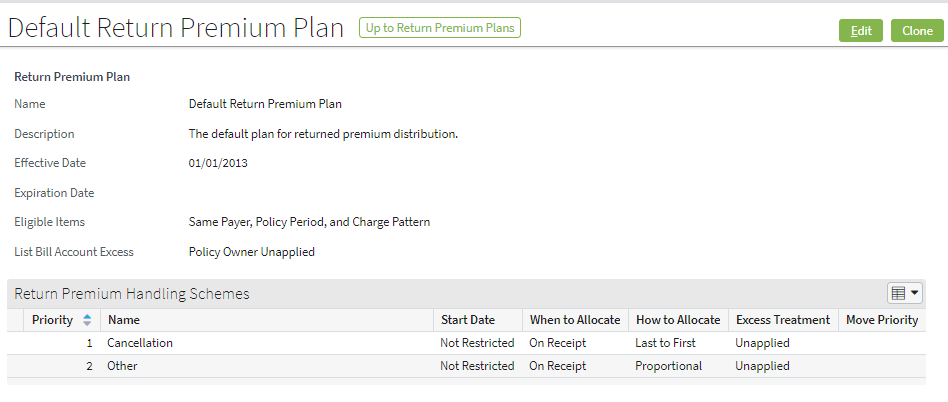 Default Return Premium Plan Up to Return Premium Plans Edit Clone
Return Premium Plan
Name Default Return Premium Plan
Description The default plan for returned premium distribution.
Effective Date 01/01/2013
Expiration Date
Eligible Items Same Payer, Policy Period, and Charge Pattern
List Bill Account Excess Policy Owner Unapplied
Return Premium Handling Schemes
Priority Name Start Date When to Allocate How to Allocate Excess Treatment Move Priority
1 Cancellation Not Restricted On Receipt Last to First Unapplied
2 Other Not Restricted On Receipt Proportional Unapplied